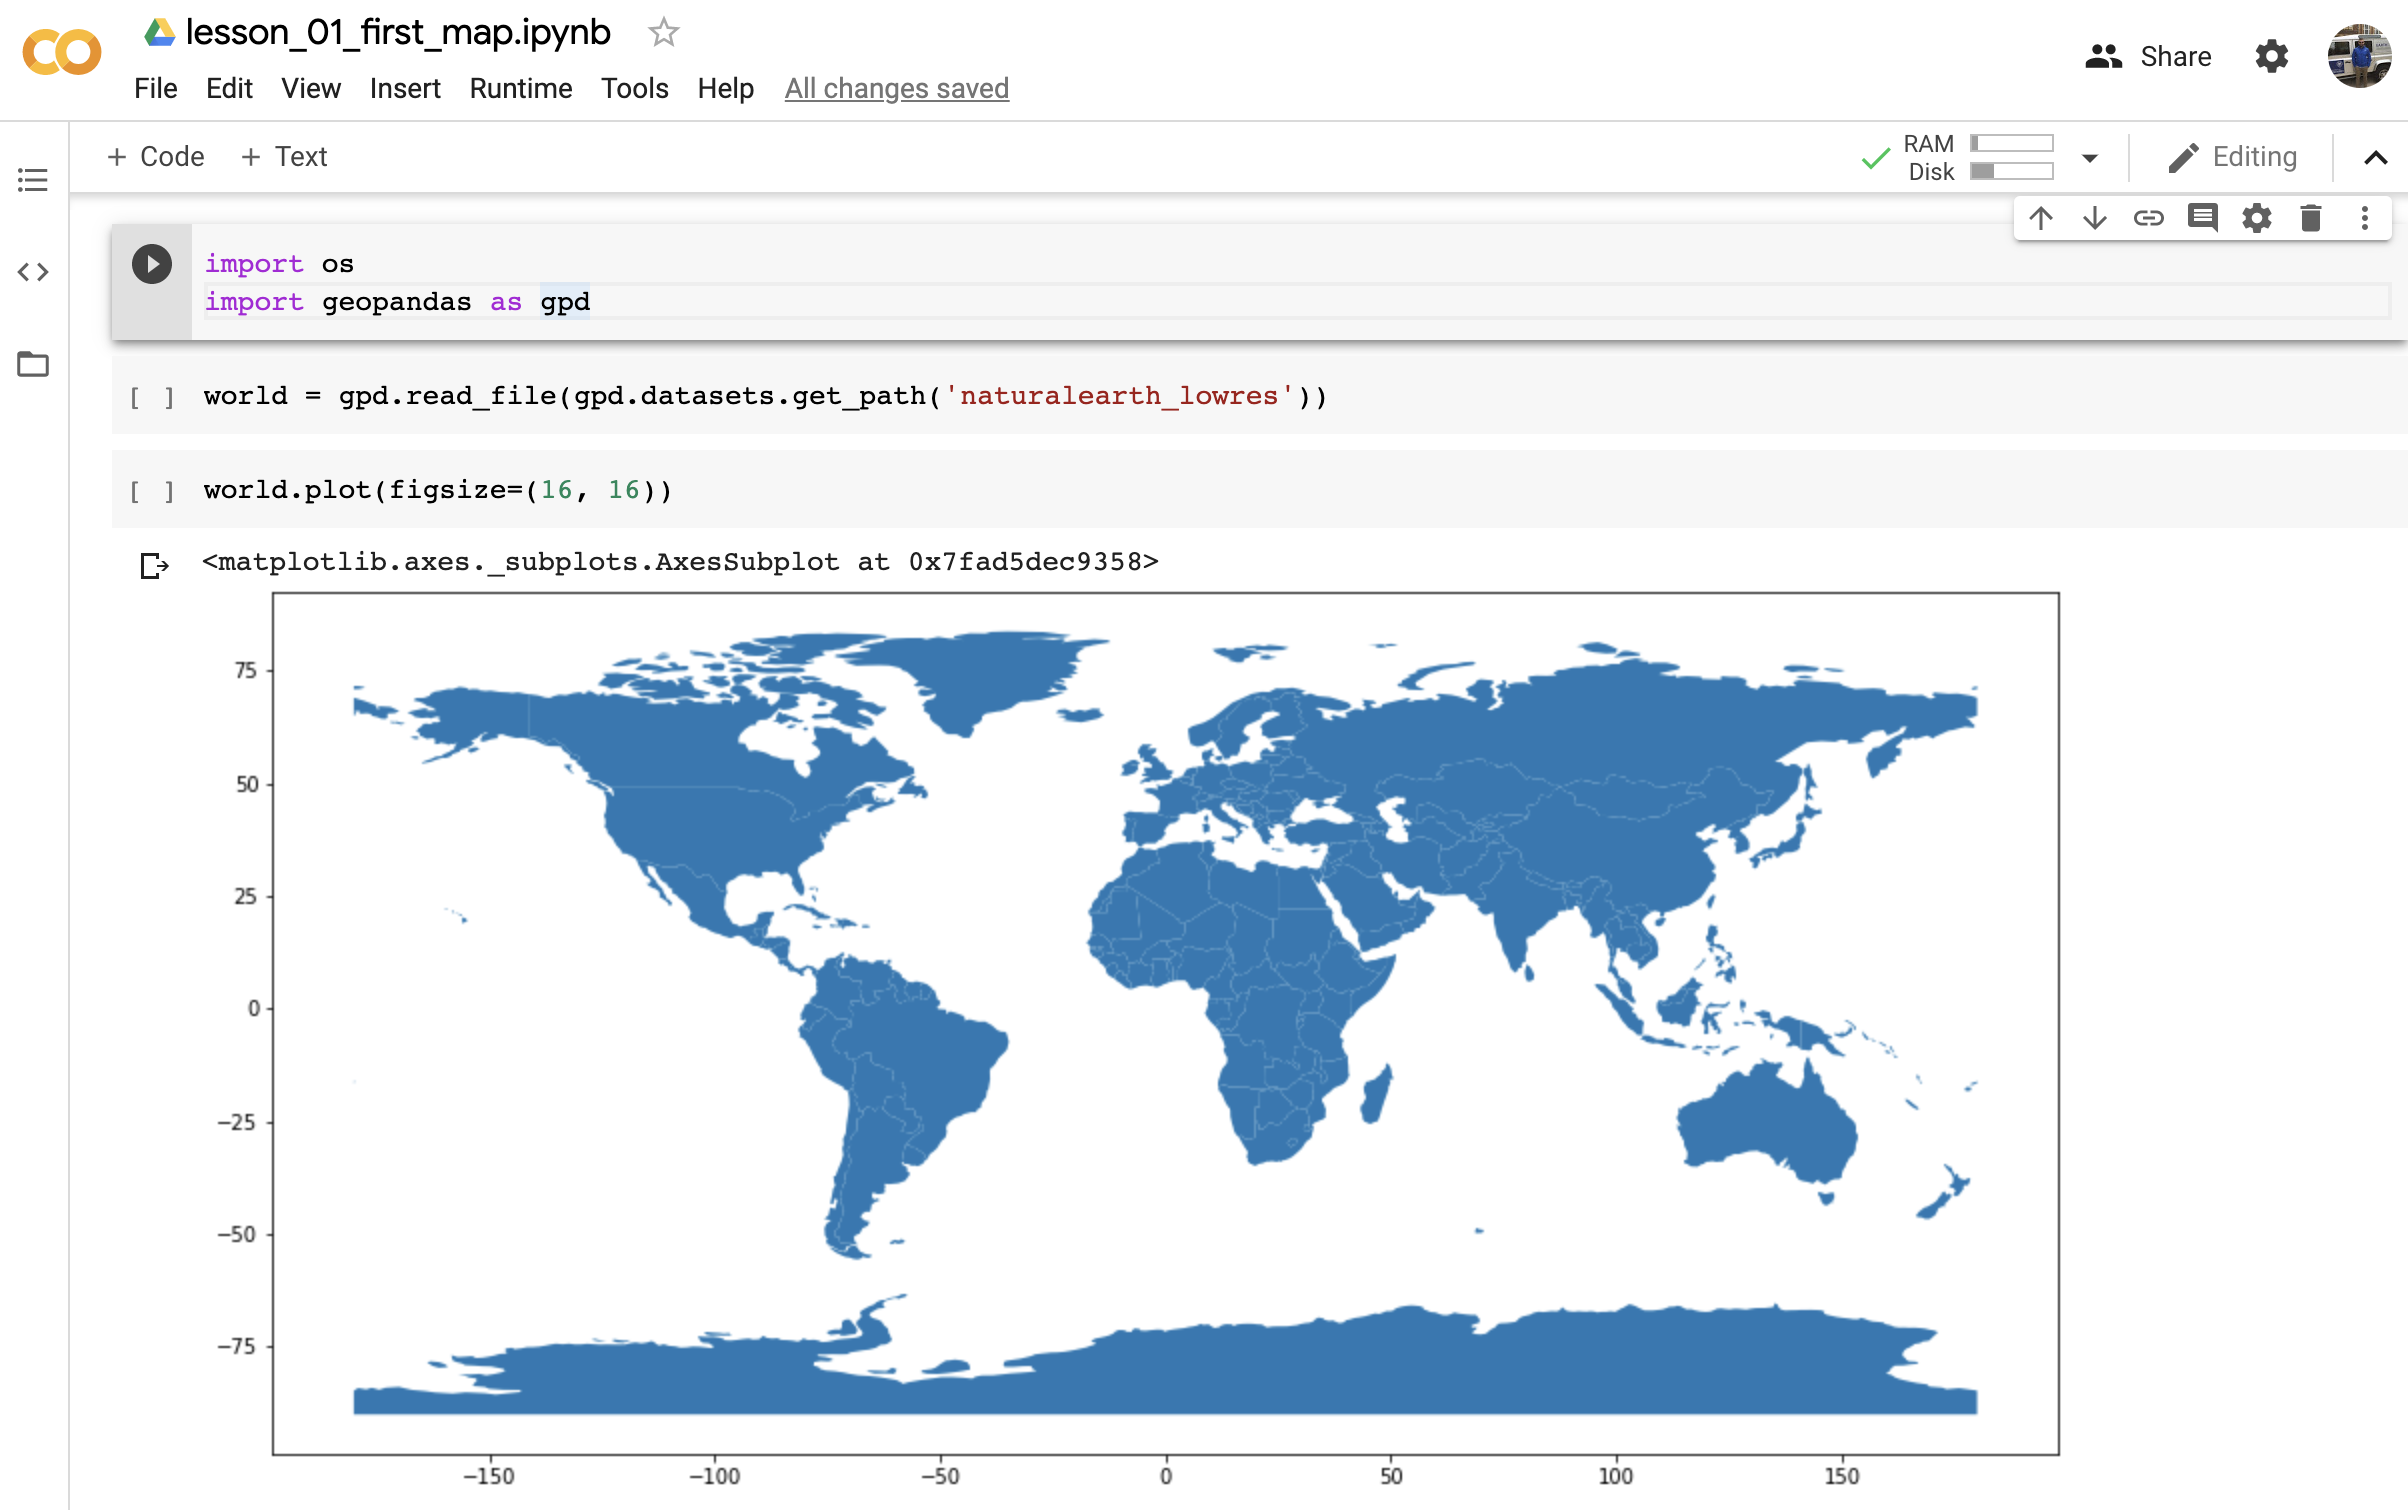 lesson_01_first_map.ipynb
File Edit View Insert Runtime Tools Help All changes saved
Share
+ Code + Text
RAM
Disk
Editing
import os
import geopandas as gpd
[ ] world = gpd.read_file(gpd.datasets.get_path('naturalearth_lowres'))
[ ] world.plot(figsize=(16, 16))
<matplotlib.axes._subplots.AxesSubplot at 0x7fad5dec9358>
75
50
25
0
−25
−50
−75
−150 −100 −50 0 50 100 150